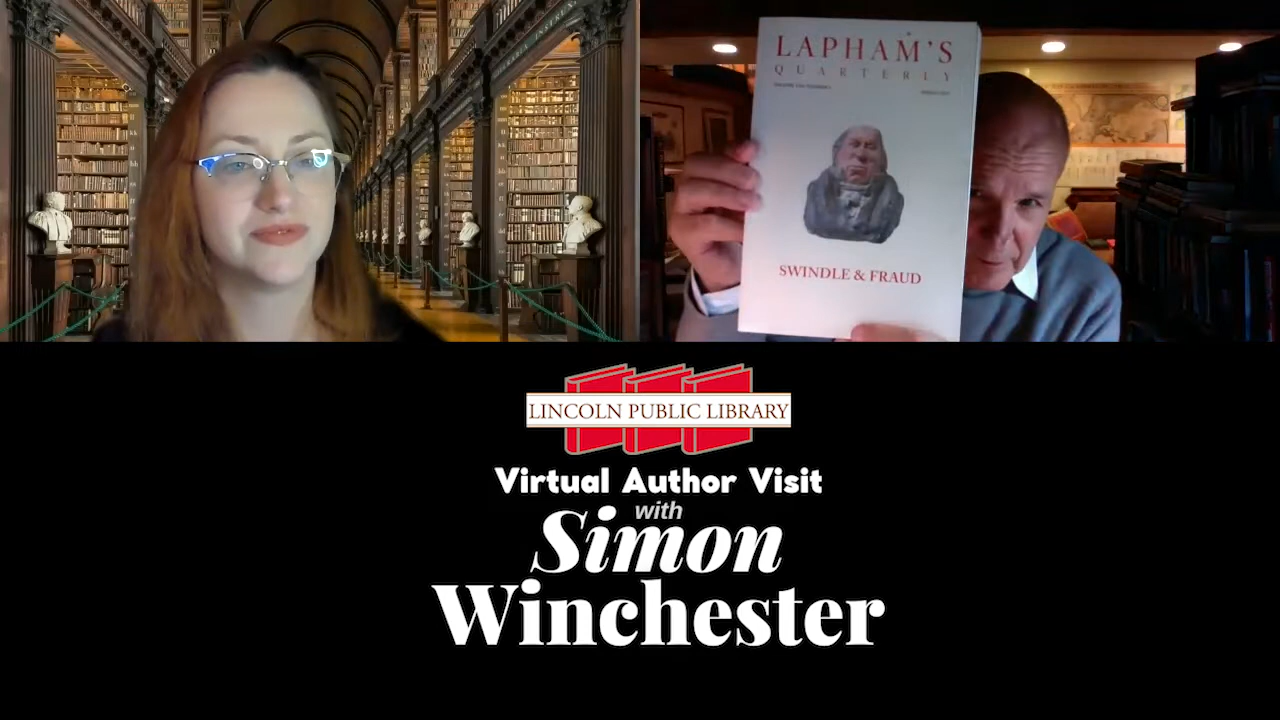 LAPHAM'S
QUARTERLY
SWINDLE & FRAUD
LINCOLN PUBLIC LIBRARY
Virtual Author Visit
with
Simon
Winchester